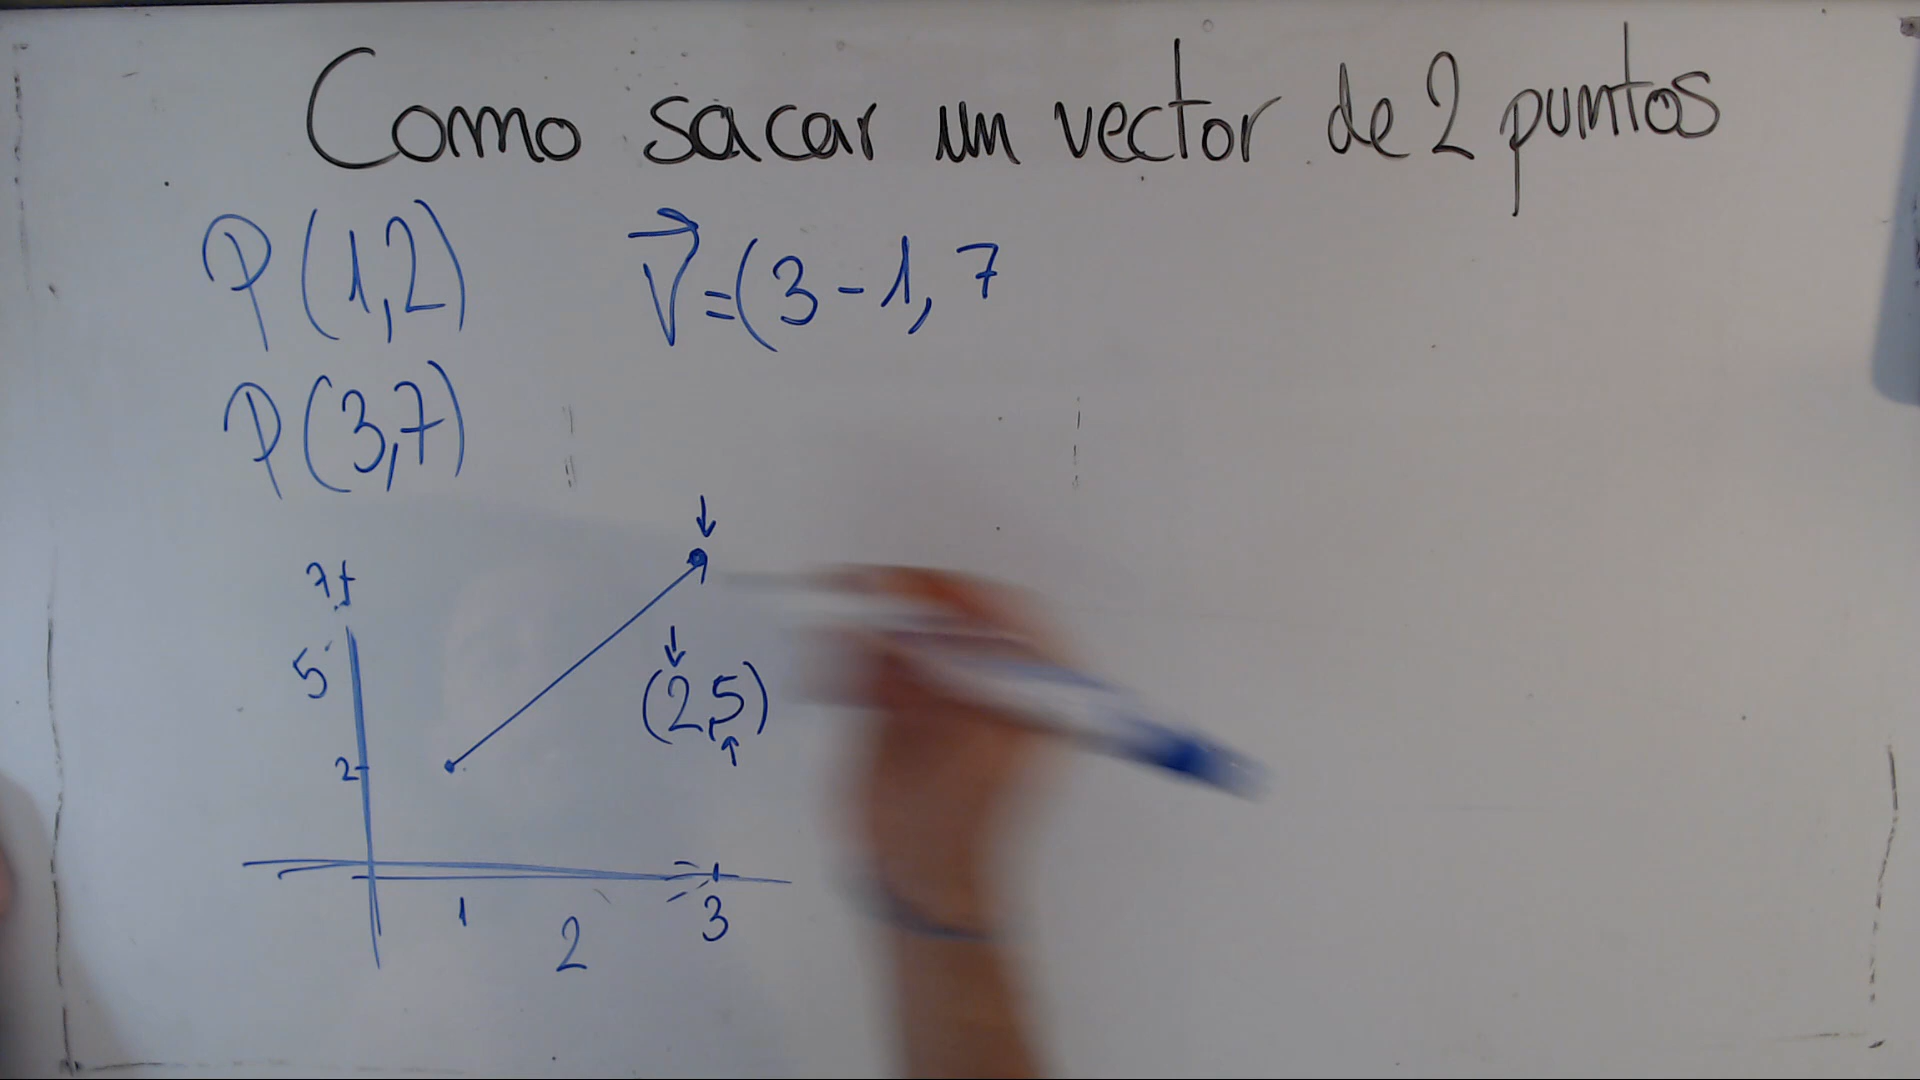 Como sacar un vector de 2 puntos
P(1,2)
V=(3-1, 7
P(3,7)
7
5
(2,5)
2
1
2
3